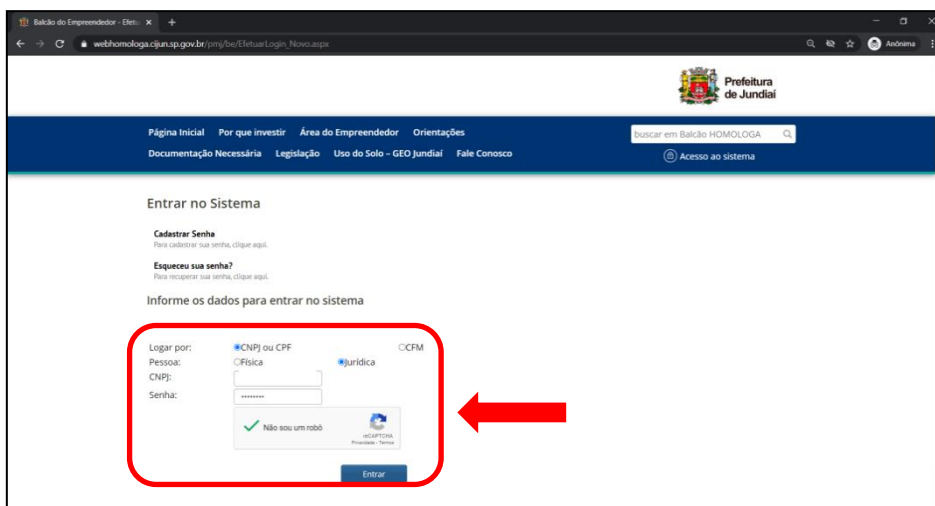 Balcão do Empreendedor - Efetu
webhomologa.cijun.sp.gov.br/pmj/be/EfetuarLogin_Novo.aspx
Anônima
Prefeitura
de Jundiaí
Página Inicial Por que investir Área do Empreendedor Orientações
buscar em Balcão HOMOLOGA
Documentação Necessária Legislação Uso do Solo – GEO Jundiaí Fale Conosco
Acesso ao sistema
Entrar no Sistema
Cadastrar Senha
Para cadastrar sua senha, clique aqui.
Esqueceu sua senha?
Para recuperar sua senha, clique aqui.
Informe os dados para entrar no sistema
Logar por: CNPJ ou CPF CFM
Pessoa: Física Jurídica
CNPJ:
Senha: ••••••••
Não sou um robô
reCAPTCHA
Privacidade - Termos
Entrar